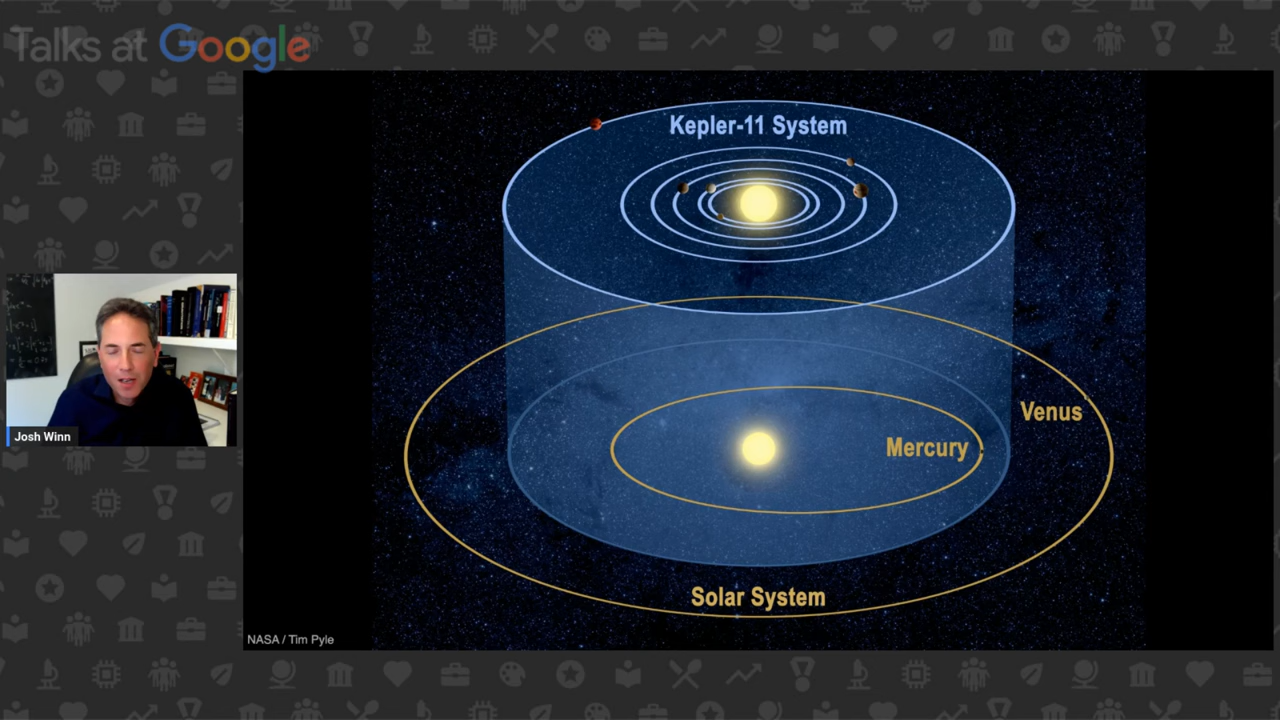 Talks at Google
Kepler-11 System
Venus
Mercury
Josh Winn
Solar System
NASA / Tim Pyle